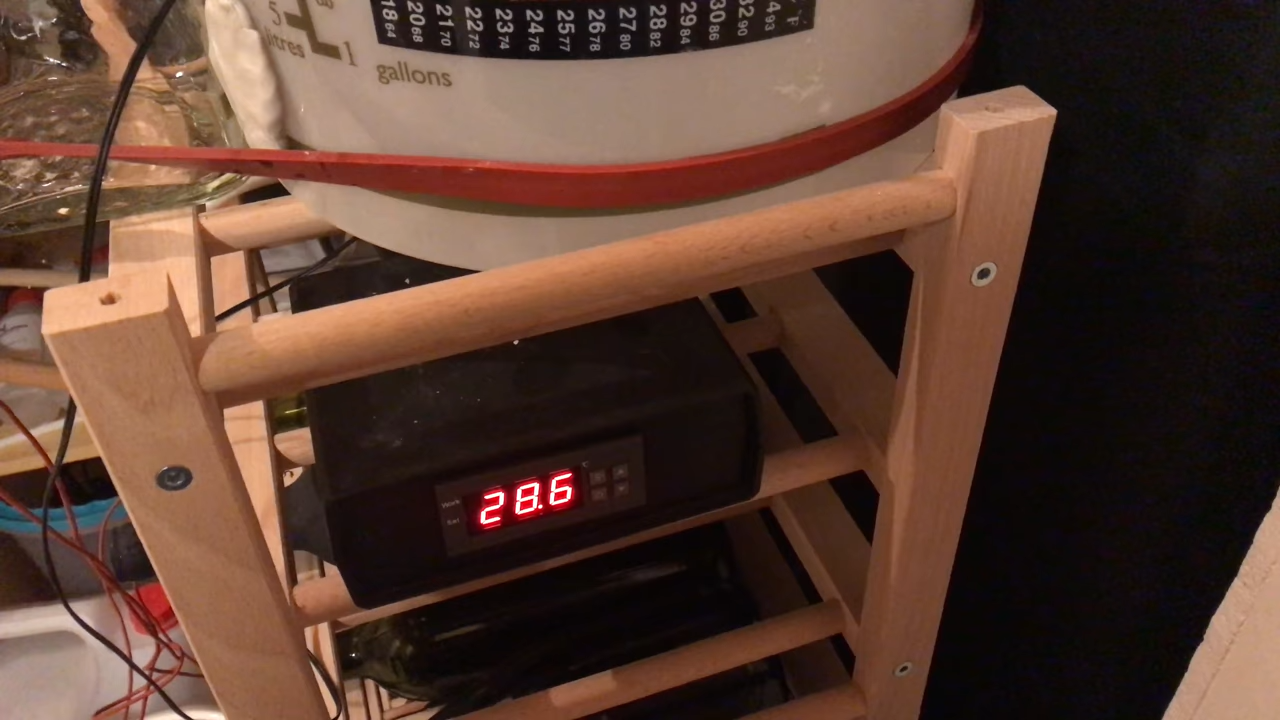 5
litres
1
gallons
18 20 21 22 23 24 25 26 27 28 29 30 32
64 68 70 72 74 76 77 78 80 82 84 86 90 93
°F
28.6
°C
Work
Set